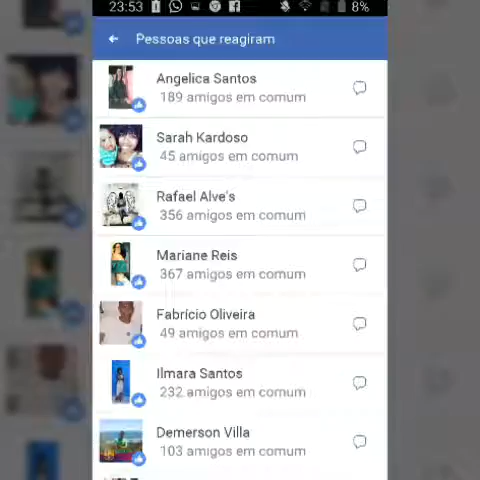 23:53
8%
Pessoas que reagiram
Angelica Santos
189 amigos em comum
Sarah Kardoso
45 amigos em comum
Rafael Alve's
356 amigos em comum
Mariane Reis
367 amigos em comum
Fabrício Oliveira
49 amigos em comum
Ilmara Santos
232 amigos em comum
Demerson Villa
103 amigos em comum